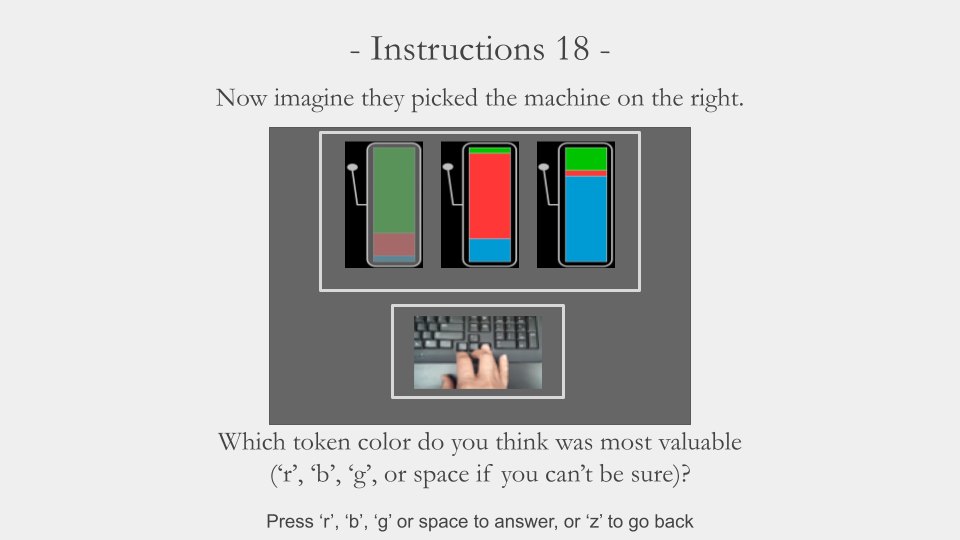 - Instructions 18 -
Now imagine they picked the machine on the right.
Which token color do you think was most valuable
(‘r’, ‘b’, ‘g’, or space if you can’t be sure)?
Press ‘r’, ‘b’, ‘g’ or space to answer, or ‘z’ to go back